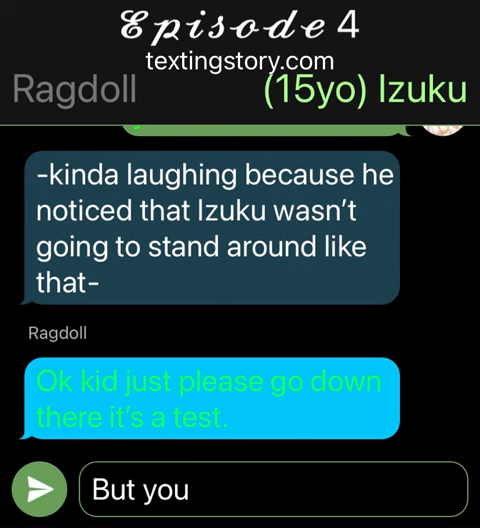 Episode 4
textingstory.com
Ragdoll
(15yo) Izuku
-kinda laughing because he
noticed that Izuku wasn’t
going to stand around like
that-
Ragdoll
Ok kid just please go down
there it’s a test.
But you